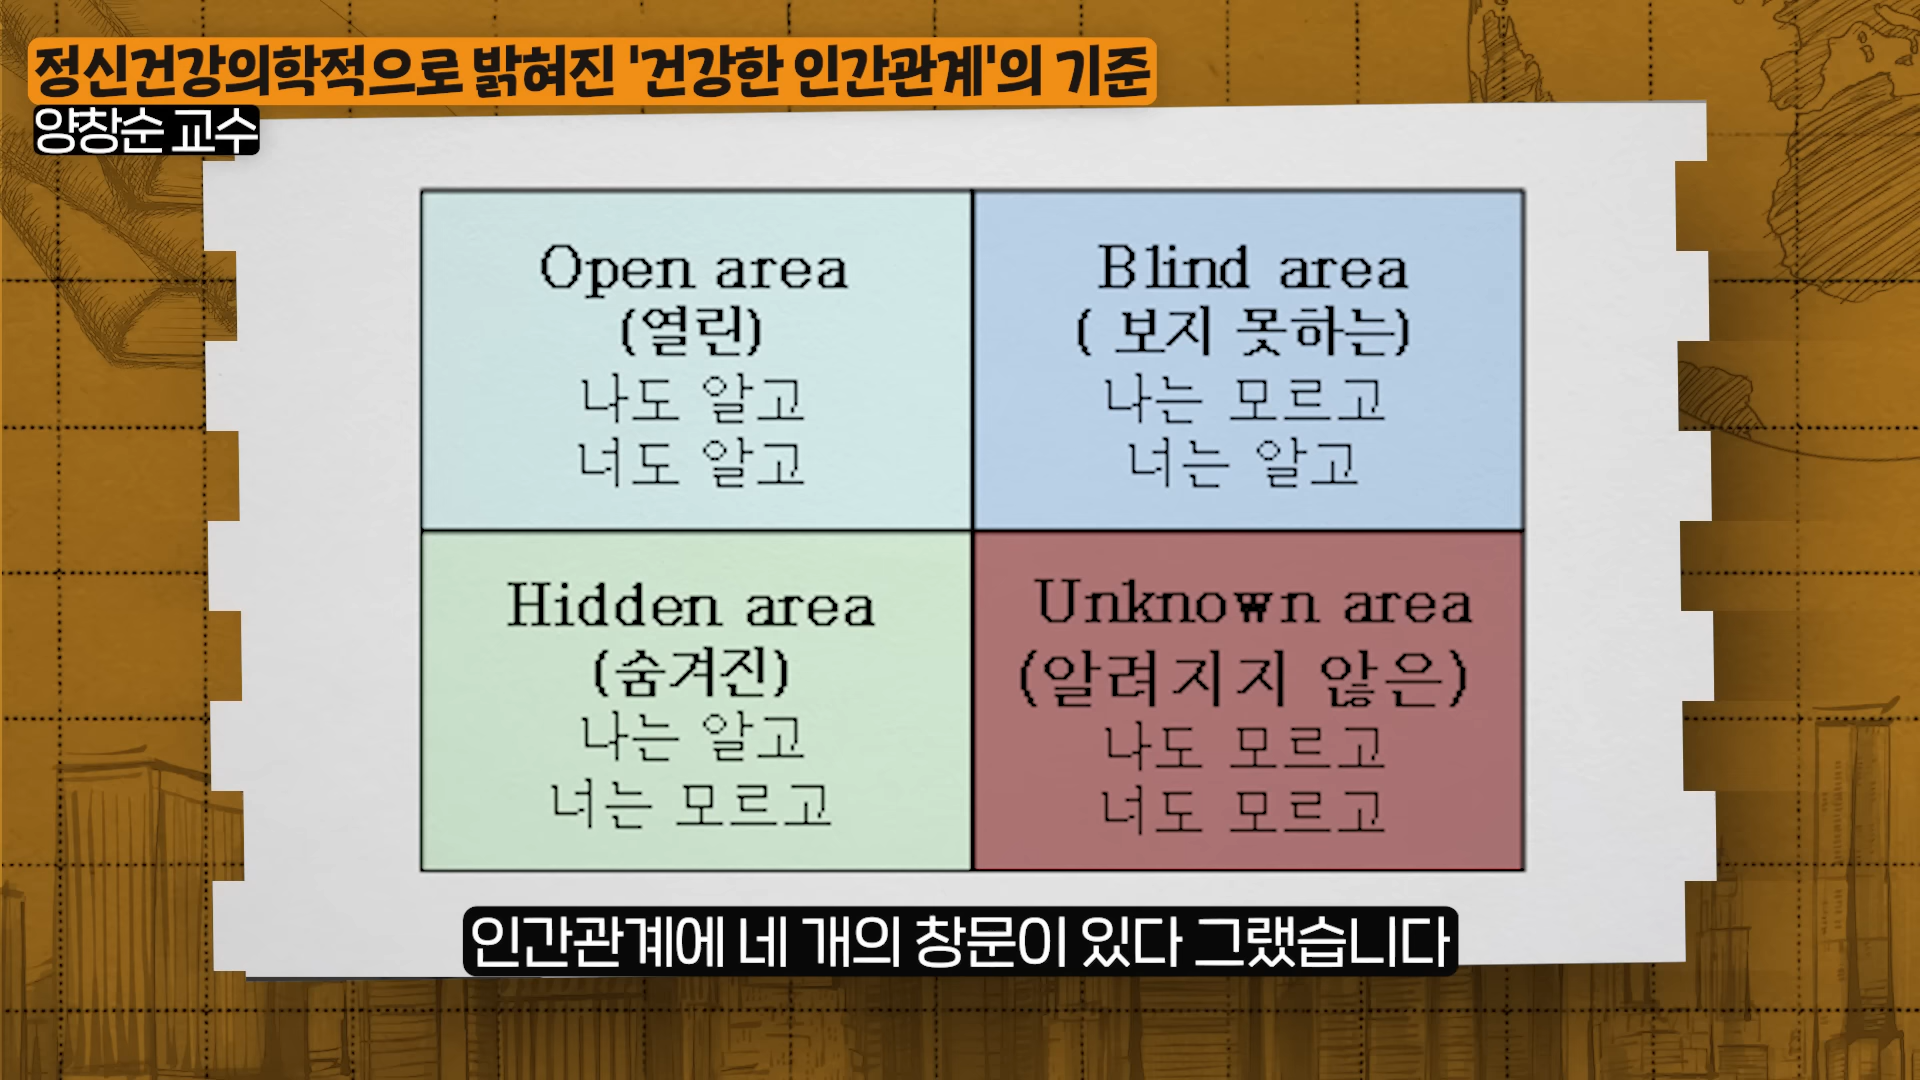 정신건강의학적으로 밝혀진 '건강한 인간관계'의 기준
양창순 교수
Open area
(열린)
나도 알고
너도 알고
Blind area
( 보지 못하는)
나는 모르고
너는 알고
Hidden area
(숨겨진)
나는 알고
너는 모르고
Unknown area
(알려지지 않은)
나도 모르고
너도 모르고
인간관계에 네 개의 창문이 있다 그랬습니다